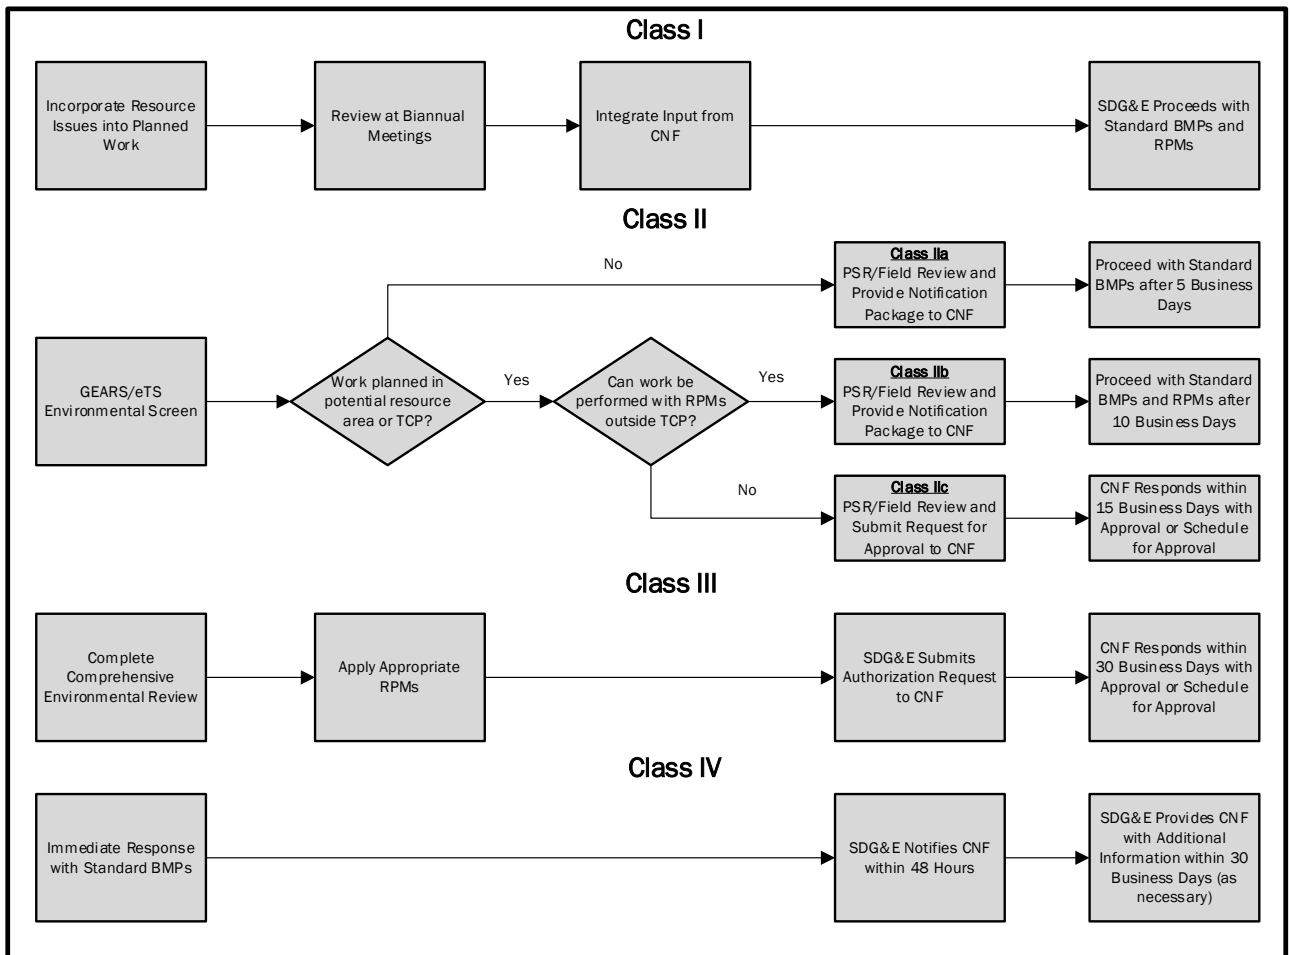 Class I
Incorporate Resource
Issues into Planned
Work
Review at Biannual
Meetings
Integrate Input from
CNF
SDG&E Proceeds with
Standard BMPs and
RPMs
Class II
GEARS/eTS
Environmental Screen
Work planned in
potential resource
area or TCP?
No
Yes
Can work be
performed with RPMs
outside TCP?
Yes
No
Class IIa
PSR/Field Review and
Provide Notification
Package to CNF
Proceed with Standard
BMPs after 5 Business
Days
Class IIb
PSR/Field Review and
Provide Notification
Package to CNF
Proceed with Standard
BMPs and RPMs after
10 Business Days
Class IIc
PSR/Field Review and
Submit Request for
Approval to CNF
CNF Responds within
15 Business Days with
Approval or Schedule
for Approval
Class III
Complete
Comprehensive
Environmental Review
Apply Appropriate
RPMs
SDG&E Submits
Authorization Request
to CNF
CNF Responds within
30 Business Days with
Approval or Schedule
for Approval
Class IV
Immediate Response
with Standard BMPs
SDG&E Notifies CNF
within 48 Hours
SDG&E Provides CNF
with Additional
Information within 30
Business Days (as
necessary)